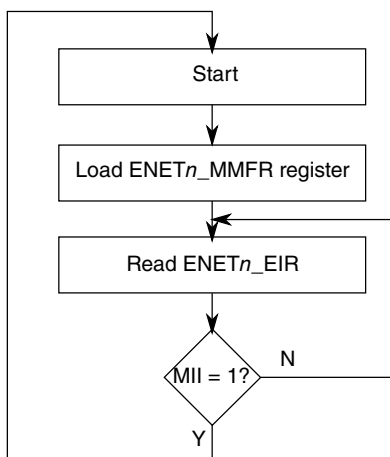 Start
Load ENETn_MMFR register
Read ENETn_EIR
MII = 1?
N
Y